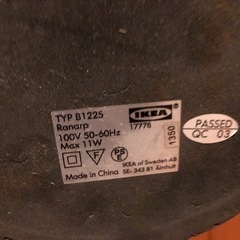 TYP B1225
Ranarp
100V 50-60Hz
Max 11W
IKEA
17778
1350
F
PS
E
IKEA of Sweden AB
SE-343 81 Älmhult
Made in China
PASSED
QC 03